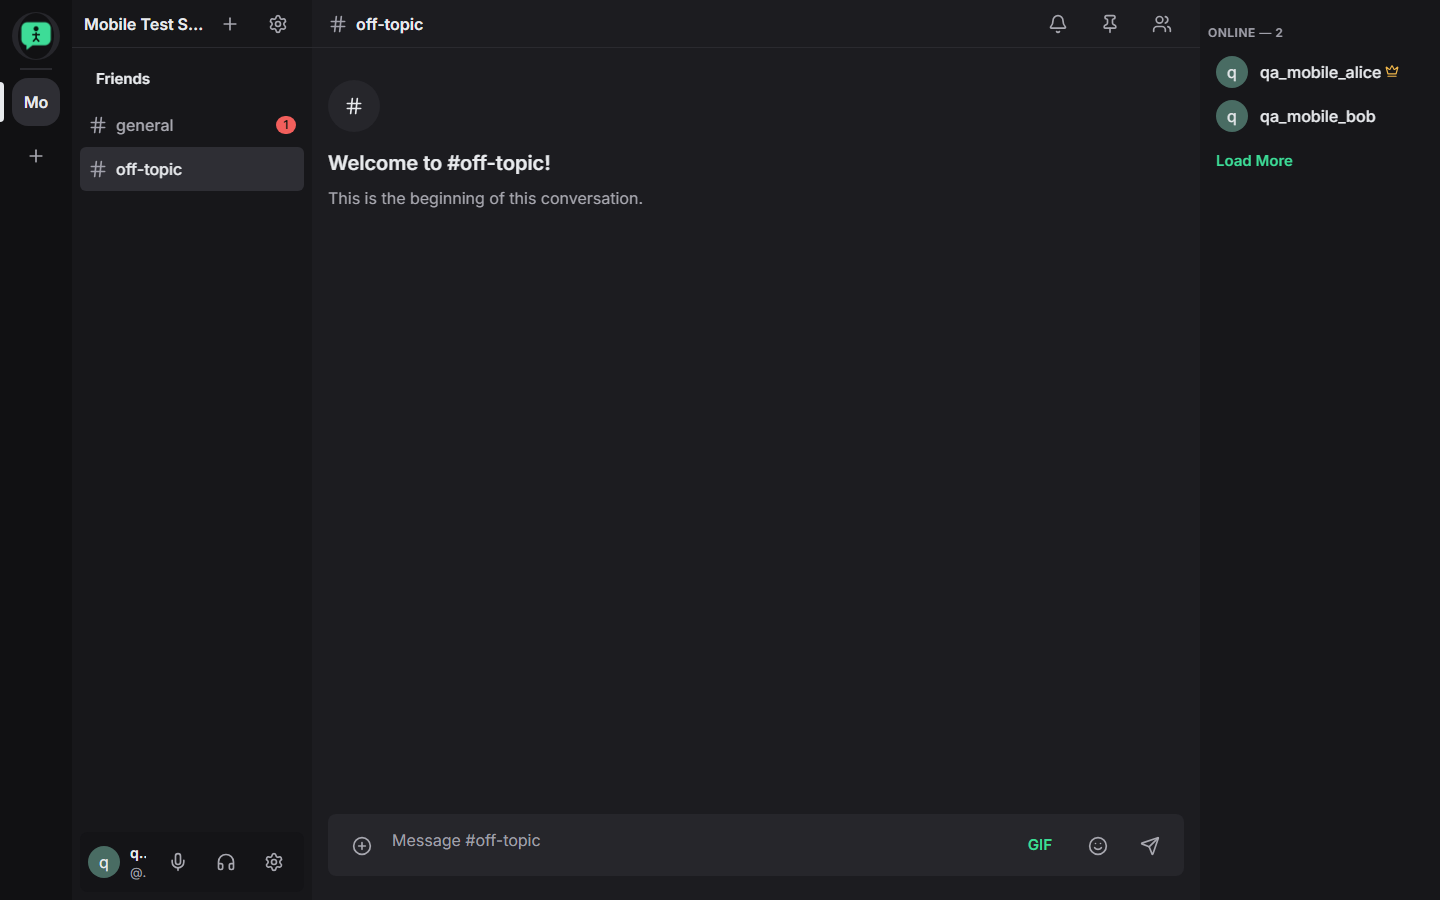 Mobile Test S...
Mo
Friends
general
1
off-topic
q..
@.
q
off-topic
Welcome to #off-topic!
This is the beginning of this conversation.
Message #off-topic
GIF
ONLINE — 2
q
qa_mobile_alice
q
qa_mobile_bob
Load More